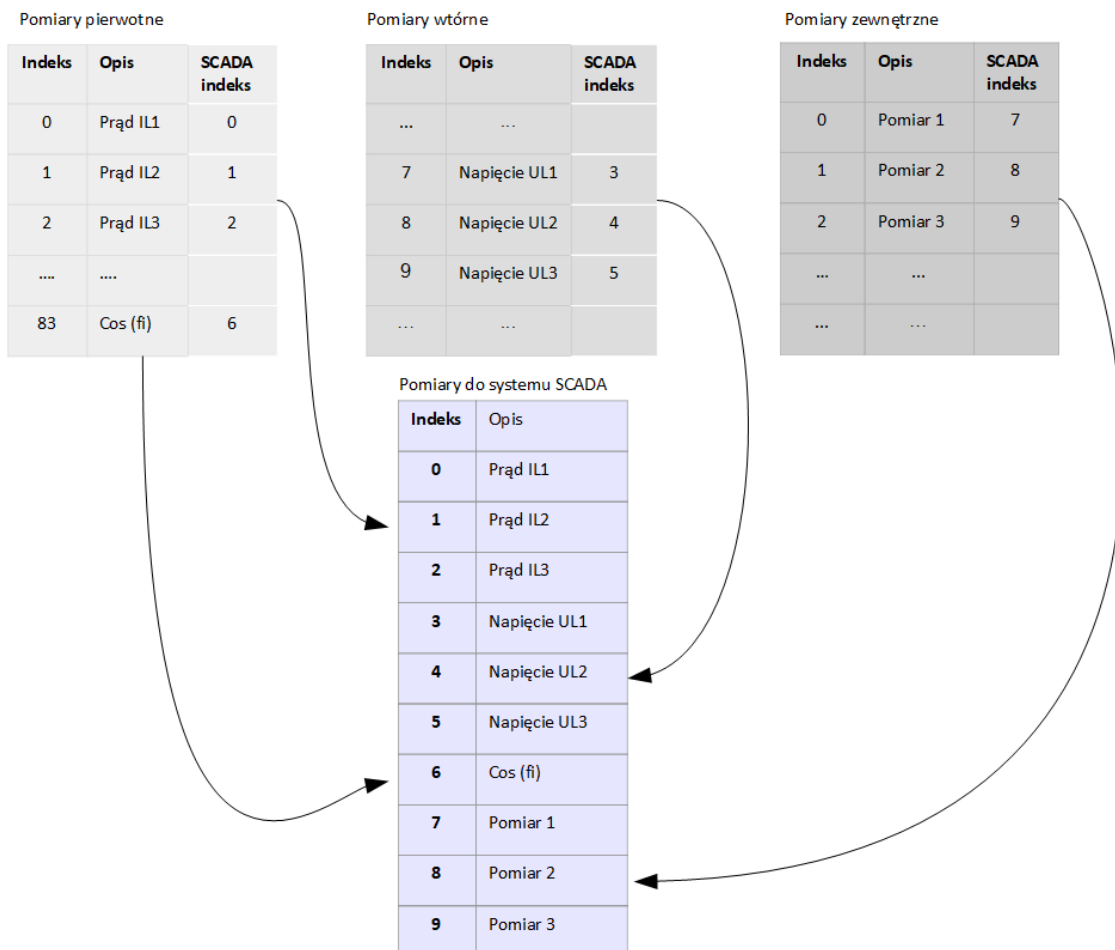 Pomiary pierwotne
Indeks Opis SCADA indeks
0 Prąd IL1 0
1 Prąd IL2 1
2 Prąd IL3 2
.... ....
83 Cos (fi) 6
Pomiary wtórne
Indeks Opis SCADA indeks
... ...
7 Napięcie UL1 3
8 Napięcie UL2 4
9 Napięcie UL3 5
... ...
Pomiary zewnętrzne
Indeks Opis SCADA indeks
0 Pomiar 1 7
1 Pomiar 2 8
2 Pomiar 3 9
... ...
... ...
Pomiary do systemu SCADA
Indeks Opis
0 Prąd IL1
1 Prąd IL2
2 Prąd IL3
3 Napięcie UL1
4 Napięcie UL2
5 Napięcie UL3
6 Cos (fi)
7 Pomiar 1
8 Pomiar 2
9 Pomiar 3